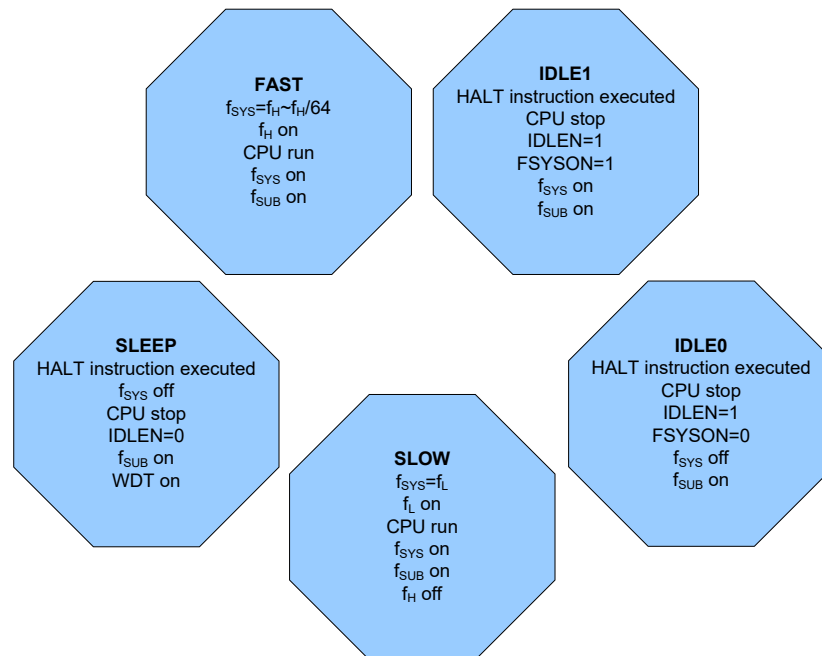 FAST
fSYS=fH~fH/64
fH on
CPU run
fSYS on
fSUB on
IDLE1
HALT instruction executed
CPU stop
IDLEN=1
FSYSON=1
fSYS on
fSUB on
SLEEP
HALT instruction executed
fSYS off
CPU stop
IDLEN=0
fSUB on
WDT on
IDLE0
HALT instruction executed
CPU stop
IDLEN=1
FSYSON=0
fSYS off
fSUB on
SLOW
fSYS=fL
fL on
CPU run
fSYS on
fSUB on
fH off